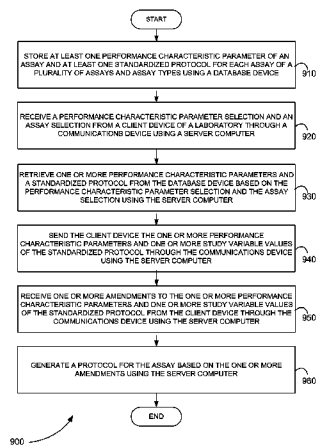 START
STORE AT LEAST ONE PERFORMANCE CHARACTERISTIC PARAMETER OF AN
ASSAY AND AT LEAST ONE STANDARDIZED PROTOCOL FOR EACH ASSAY OF A
PLURALITY OF ASSAYS AND ASSAY TYPES USING A DATABASE DEVICE
910
RECEIVE A PERFORMANCE CHARACTERISTIC PARAMETER SELECTION AND AN
ASSAY SELECTION FROM A CLIENT DEVICE OF A LABORATORY THROUGH A
COMMUNICATIONS DEVICE USING A SERVER COMPUTER
920
RETRIEVE ONE OR MORE PERFORMANCE CHARACTERISTIC PARAMETERS AND
A STANDARDIZED PROTOCOL FROM THE DATABASE DEVICE BASED ON THE
PERFORMANCE CHARACTERISTIC PARAMETER SELECTION AND THE ASSAY
SELECTION USING THE SERVER COMPUTER
930
SEND THE CLIENT DEVICE THE ONE OR MORE PERFORMANCE
CHARACTERISTIC PARAMETERS AND ONE OR MORE STUDY VARIABLE VALUES
OF THE STANDARDIZED PROTOCOL THROUGH THE COMMUNICATIONS DEVICE
USING THE SERVER COMPUTER
940
RECEIVE ONE OR MORE AMENDMENTS TO THE ONE OR MORE PERFORMANCE
CHARACTERISTIC PARAMETERS AND ONE OR MORE STUDY VARIABLE VALUES
OF THE STANDARDIZED PROTOCOL FROM THE CLIENT DEVICE THROUGH THE
COMMUNICATIONS DEVICE USING THE SERVER COMPUTER
950
GENERATE A PROTOCOL FOR THE ASSAY BASED ON THE ONE OR MORE
AMENDMENTS USING THE SERVER COMPUTER
960
END
900